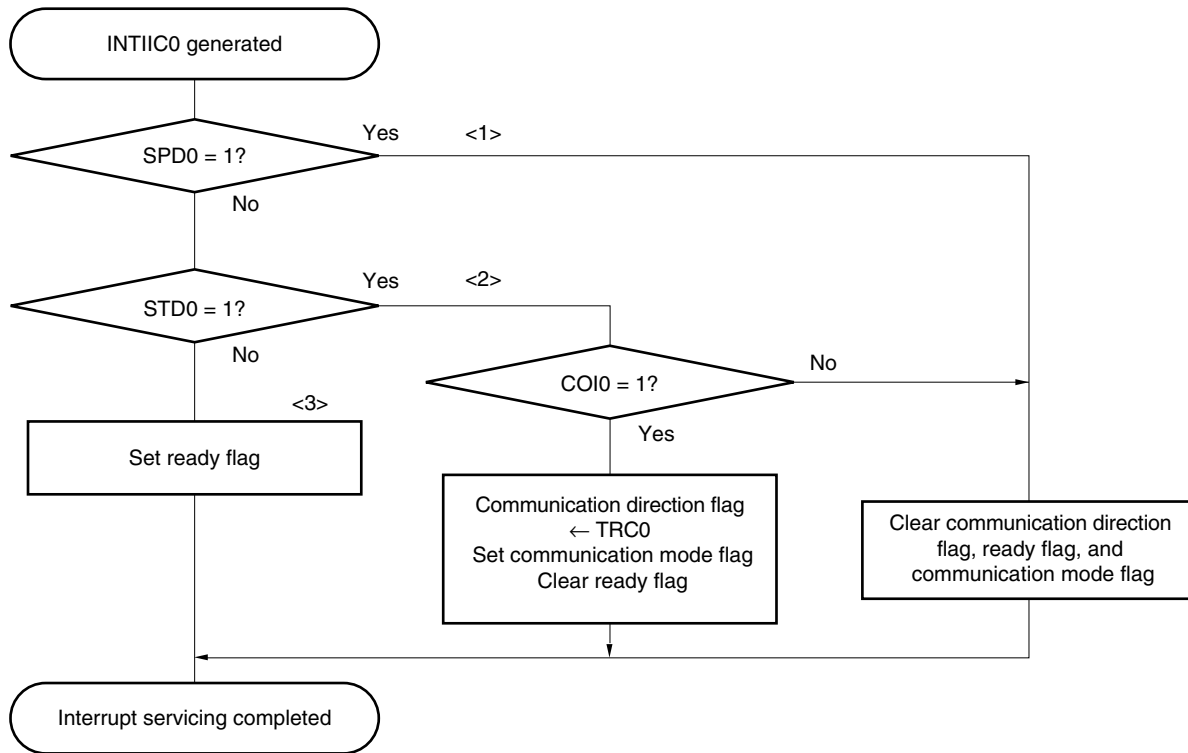 INTIIC0 generated
Yes
<1>
SPD0 = 1?
No
Yes
<2>
STD0 = 1?
No
COI0 = 1?
No
Yes
<3>
Set ready flag
Communication direction flag
← TRC0
Set communication mode flag
Clear ready flag
Clear communication direction
flag, ready flag, and
communication mode flag
Interrupt servicing completed